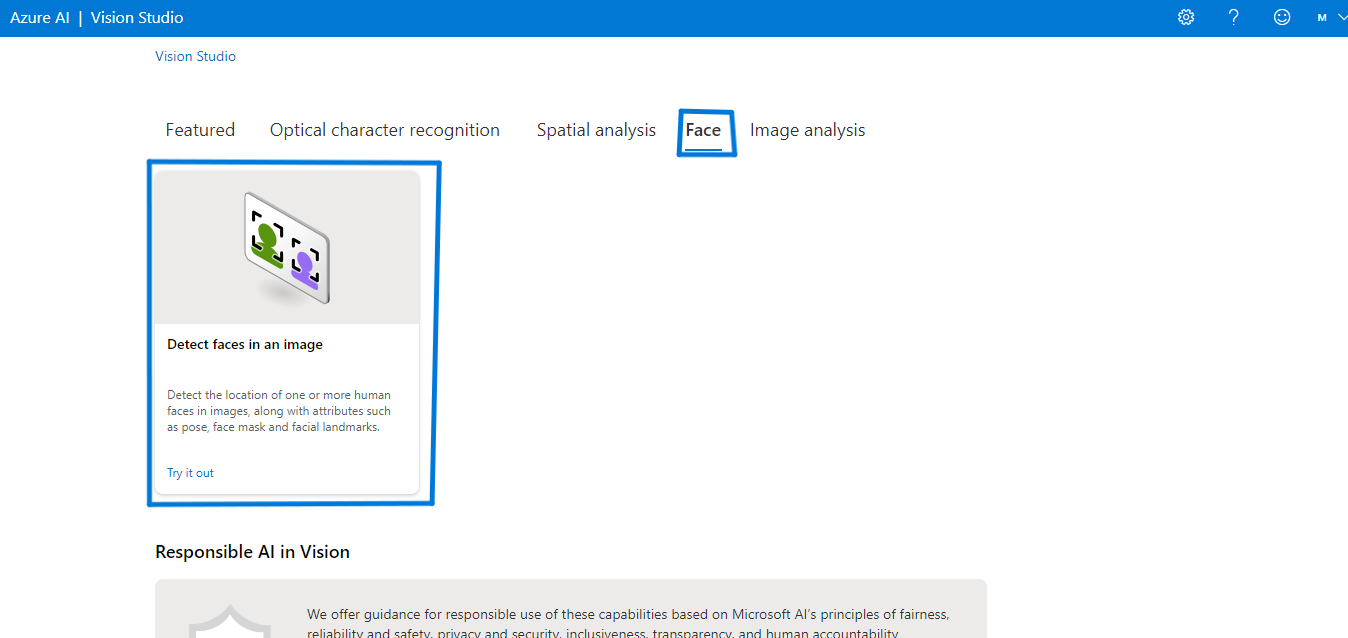 Azure AI | Vision Studio
M
Vision Studio
Featured Optical character recognition Spatial analysis Face Image analysis
Detect faces in an image
Detect the location of one or more human
faces in images, along with attributes such
as pose, face mask and facial landmarks.
Try it out
Responsible AI in Vision
We offer guidance for responsible use of these capabilities based on Microsoft AI's principles of fairness,
reliability and safety, privacy and security, inclusiveness, transparency, and human accountability